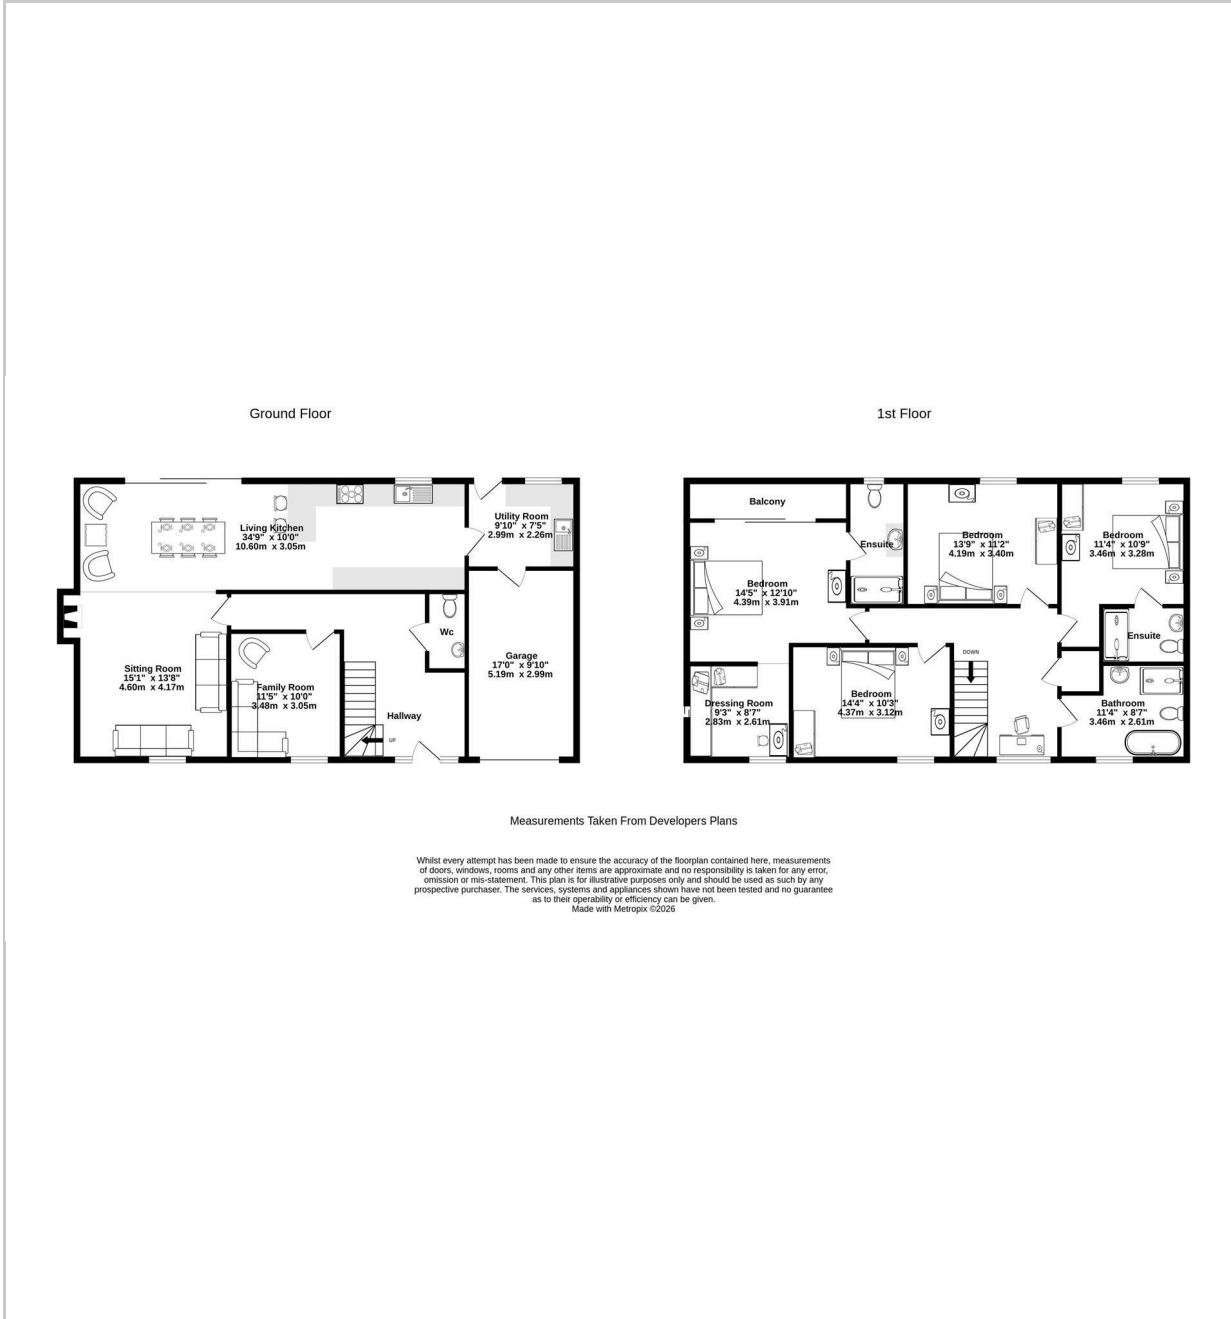 Ground Floor
Living Kitchen
34'9" x 10'0"
10.60m x 3.05m
Utility Room
9'10" x 7'5"
2.99m x 2.26m
Wc
Sitting Room
15'1" x 13'8"
4.60m x 4.17m
Family Room
11'5" x 10'0"
3.48m x 3.05m
Hallway
UP
Garage
17'0" x 9'10"
5.19m x 2.99m
1st Floor
Balcony
Ensuite
Bedroom
13'9" x 11'2"
4.19m x 3.40m
Bedroom
11'4" x 10'9"
3.46m x 3.28m
Bedroom
14'5" x 12'10"
4.39m x 3.91m
Ensuite
DOWN
Dressing Room
9'3" x 8'7"
2.83m x 2.61m
Bedroom
14'4" x 10'3"
4.37m x 3.12m
Bathroom
11'4" x 8'7"
3.46m x 2.61m
Measurements Taken From Developers Plans
Whilst every attempt has been made to ensure the accuracy of the floorplan contained here, measurements
of doors, windows, rooms and any other items are approximate and no responsibility is taken for any error,
omission or mis-statement. This plan is for illustrative purposes only and should be used as such by any
prospective purchaser. The services, systems and appliances shown have not been tested and no guarantee
as to their operability or efficiency can be given.
Made with Metropix ©2026